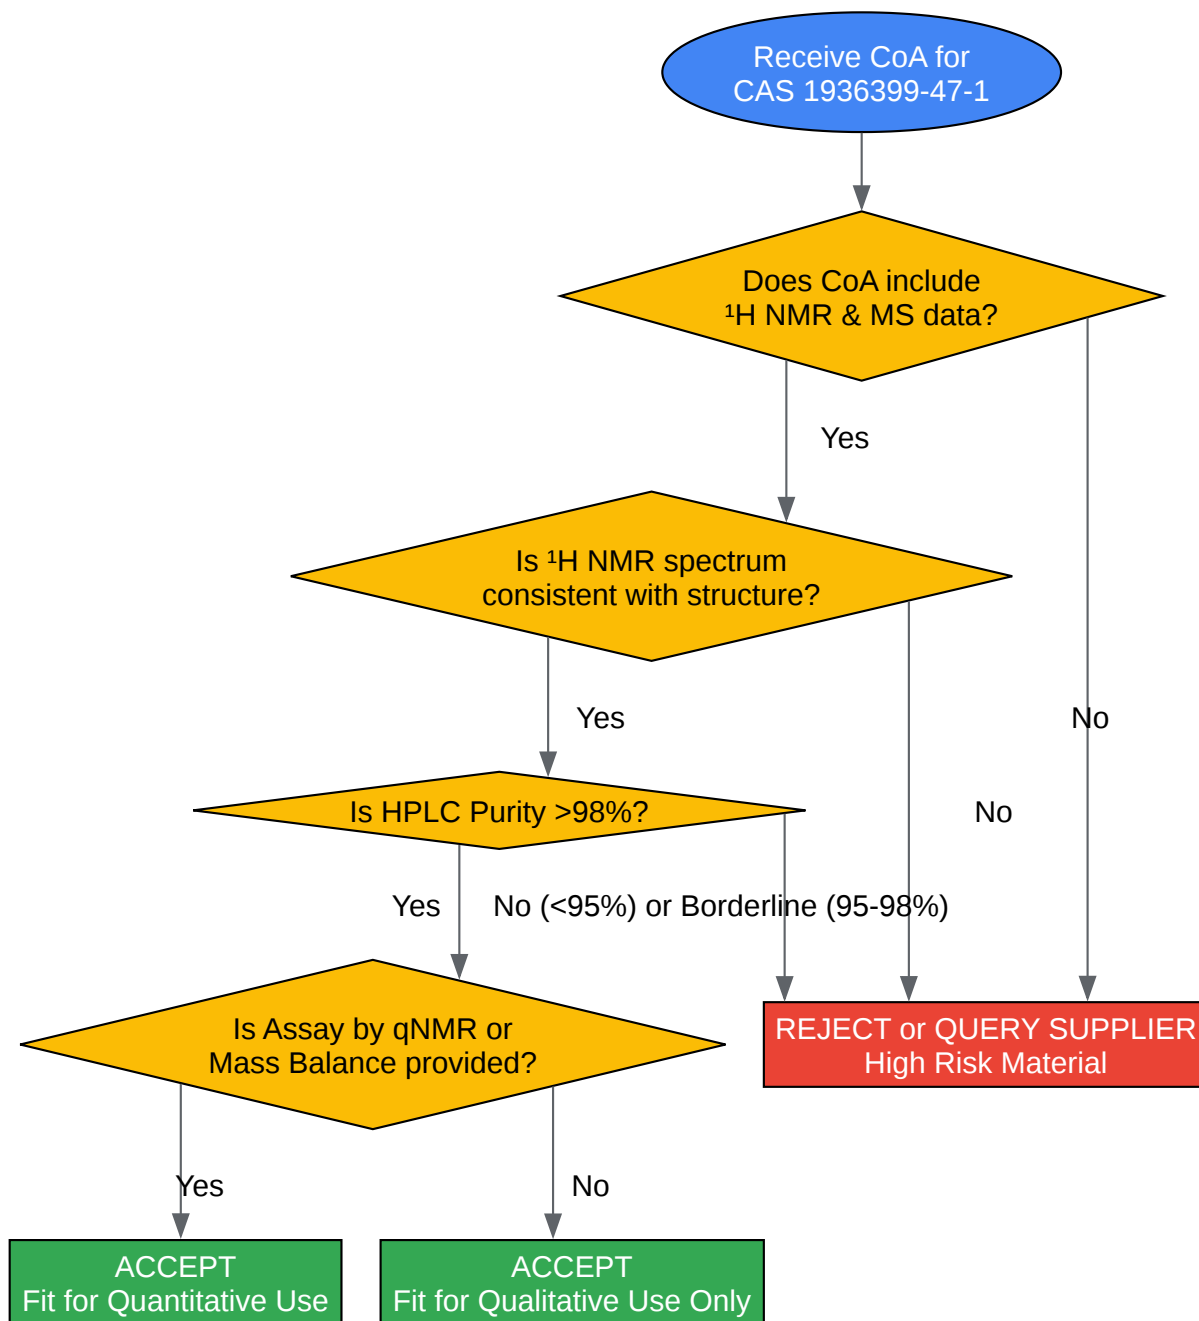 Receive CoA for
CAS 1936399-47-1
Does CoA include
¹H NMR & MS data?
Yes
Is ¹H NMR spectrum
consistent with structure?
Yes
No
Is HPLC Purity >98%?
No
Yes
No (<95%) or Borderline (95-98%)
Is Assay by qNMR or
Mass Balance provided?
REJECT or QUERY SUPPLIER
High Risk Material
Yes
No
ACCEPT
Fit for Quantitative Use
ACCEPT
Fit for Qualitative Use Only